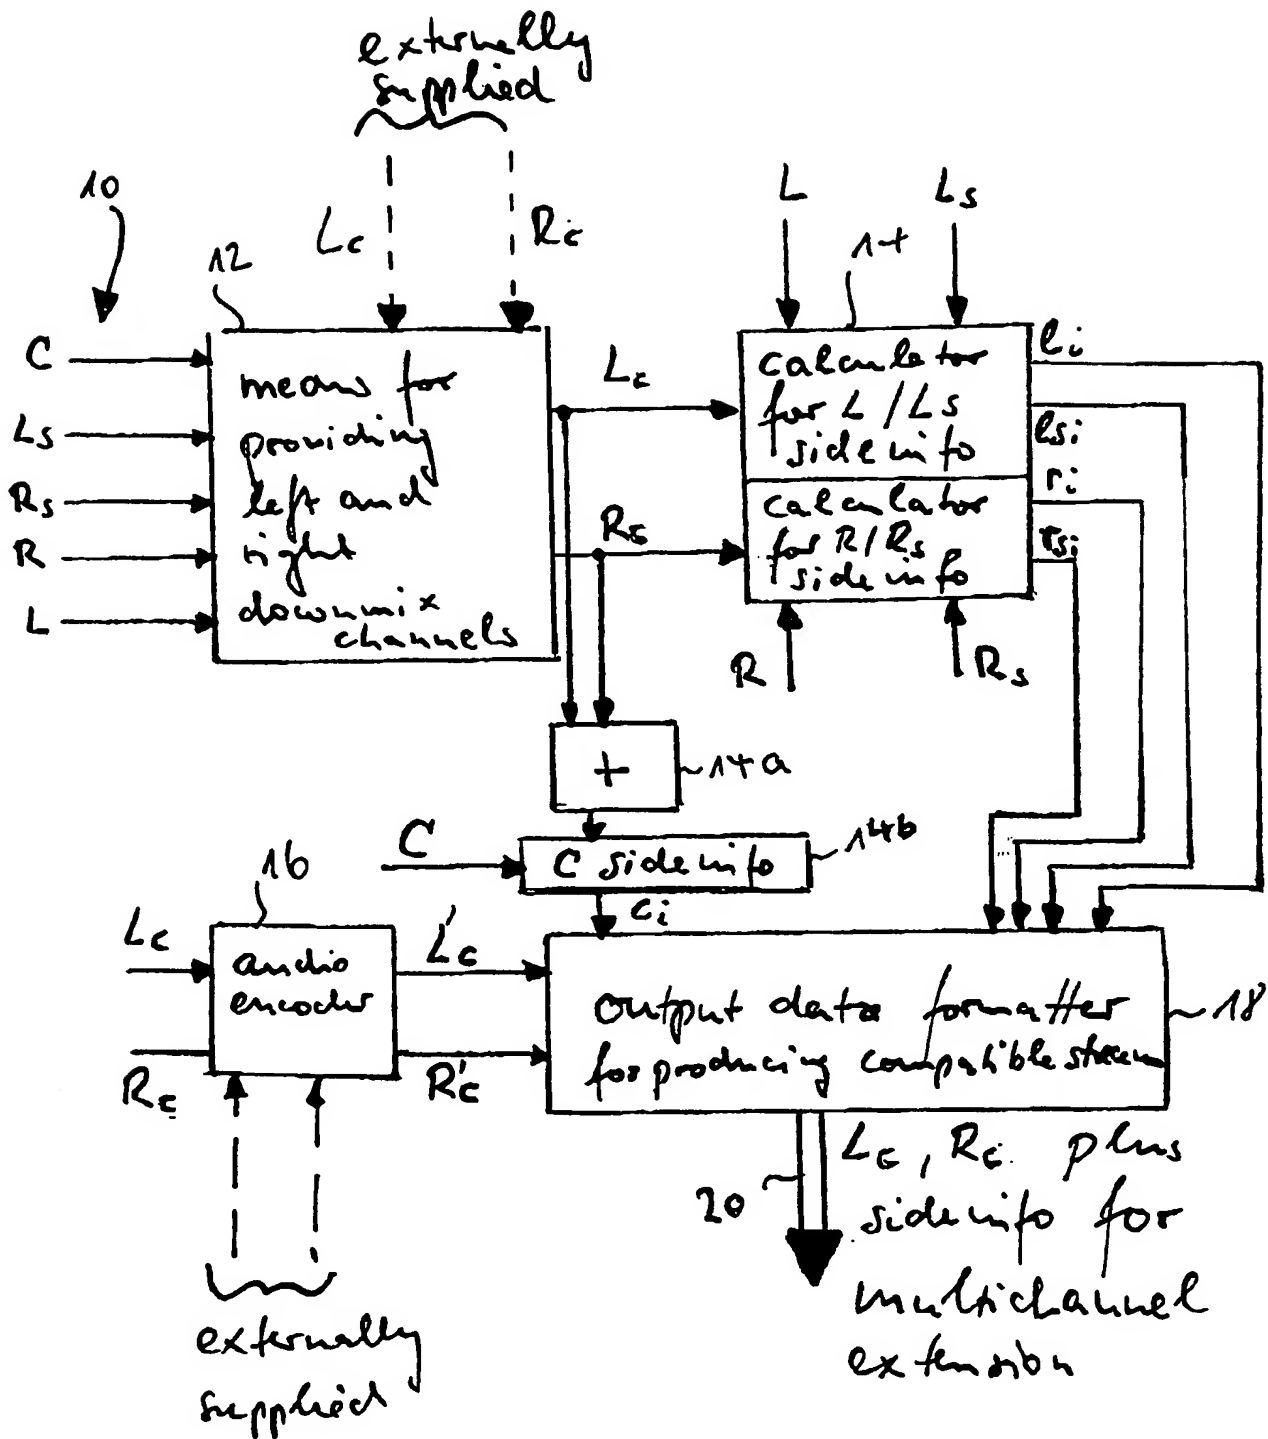 externally
supplied
10
12
Lc
Rc
L
Ls
14
C
Ls
Rs
R
L
means for
providing
left and
right
downmix
channels
Lc
Rc
calculator
for L / Ls
side info
calculator
for R / Rs
side info
li
lsi
ri
rsi
R
Rs
+
14a
C
C side info
14b
ci
16
Lc
Rc
audio
encoder
L'c
R'c
output data formatter
for producing compatible stream
18
20
Lc, Rc plus
side info for
multichannel
extension
externally
supplied